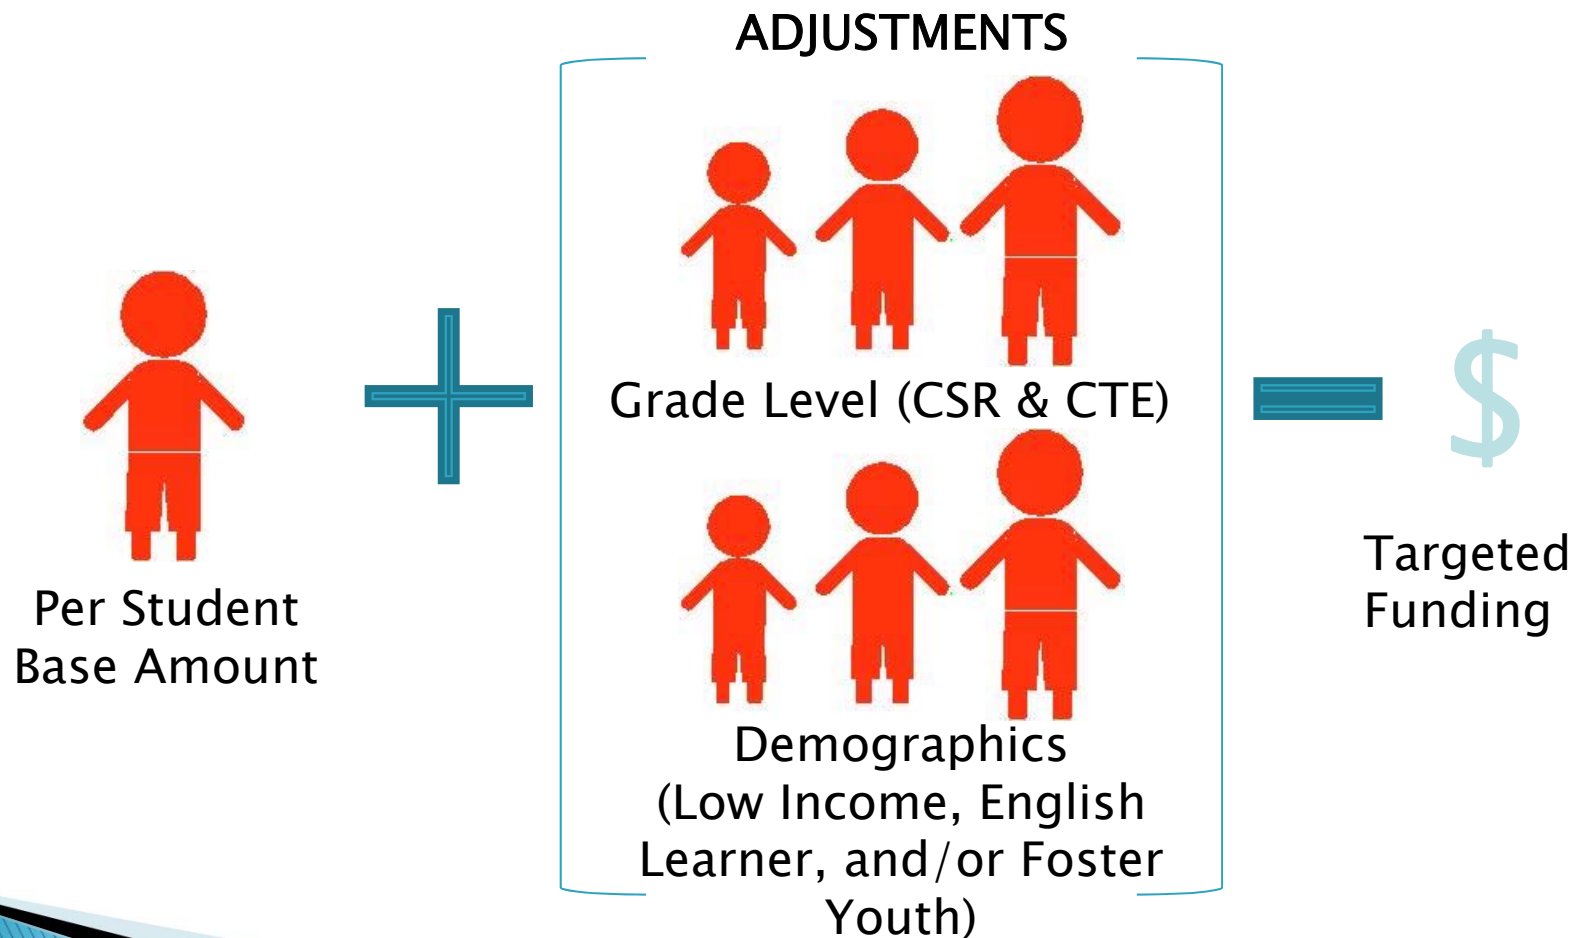 ADJUSTMENTS
Grade Level (CSR & CTE)
Per Student
Base Amount
Demographics
(Low Income, English
Learner, and/or Foster
Youth)
$
Targeted
Funding